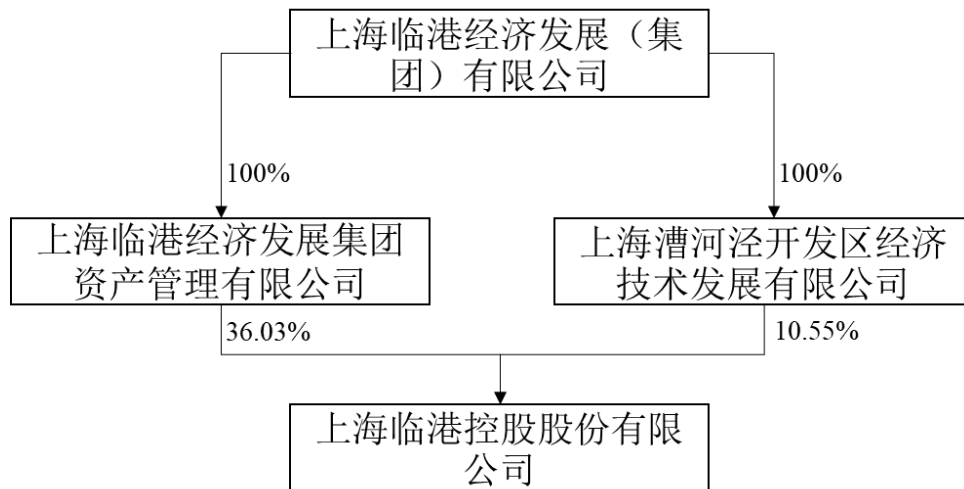 上海临港经济发展（集
团）有限公司
100%
100%
上海临港经济发展集团
资产管理有限公司
上海漕河泾开发区经济
技术发展有限公司
36.03%
10.55%
上海临港控股股份有限
公司